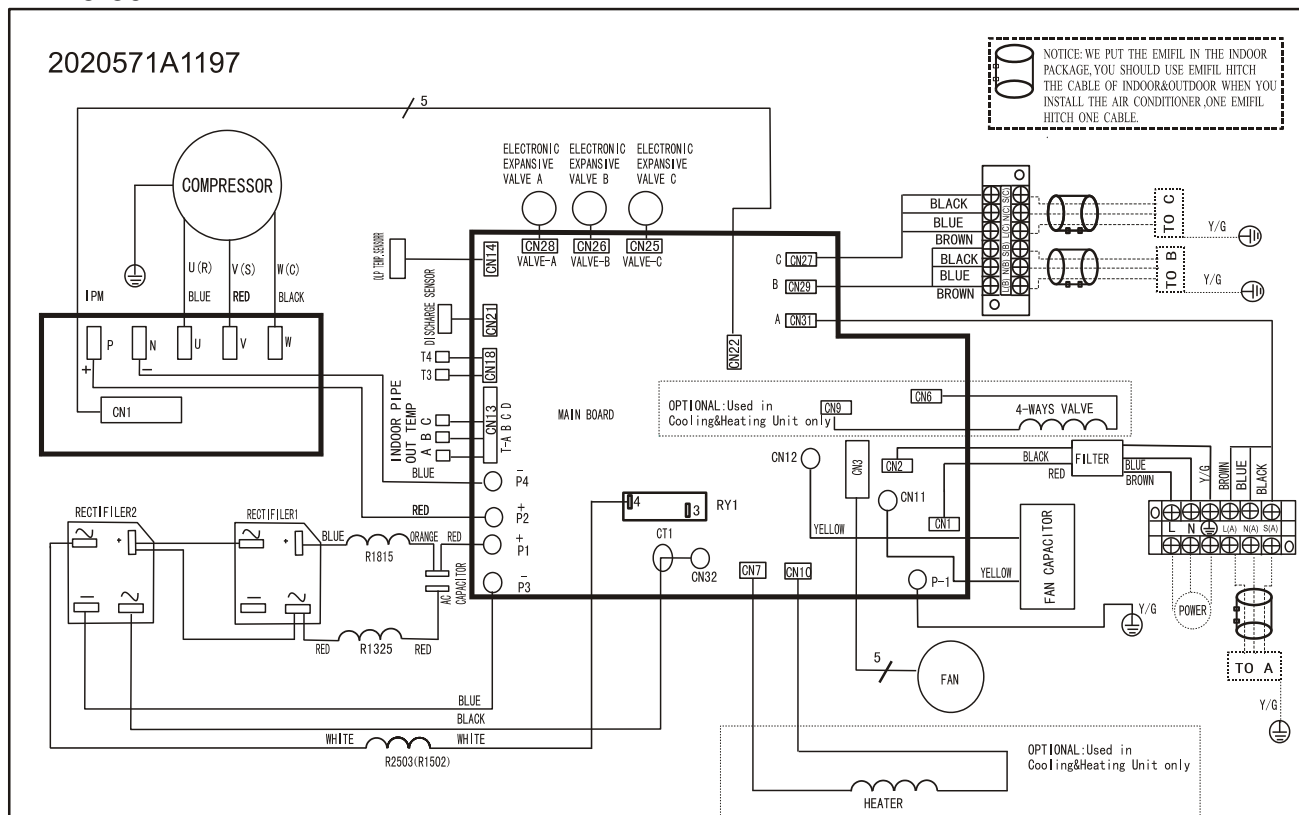 2020571A1197
NOTICE: WE PUT THE EMIFIL IN THE INDOOR
PACKAGE, YOU SHOULD USE EMIFIL HITCH
THE CABLE OF INDOOR&OUTDOOR WHEN YOU
INSTALL THE AIR CONDITIONER ,ONE EMIFIL
HITCH ONE CABLE.
5
COMPRESSOR
U(R)
V(S)
W(C)
BLUE
RED
BLACK
IPM
P
N
U
V
W
+
−
CN1
ELECTRONIC
EXPANSIVE
VALVE A
ELECTRONIC
EXPANSIVE
VALVE B
ELECTRONIC
EXPANSIVE
VALVE C
CN28
CN26
CN25
VALVE-A
VALVE-B
VALVE-C
CN14
DISCHARGE SENSOR
CN21
T4
T3
CN18
INDOOR PIPE
OUT TEMP
A B C
CN13
T-A B C D
MAIN BOARD
CN22
C
CN27
B
CN29
A
CN31
BLACK
BLUE
BROWN
BLACK
BLUE
BROWN
L(B) N(B) S(B) L(C) N(C) S(C)
TO C
Y/G
TO B
Y/G
OPTIONAL:Used in
Cooling&Heating Unit only
CN9
CN6
4-WAYS VALVE
CN12
CN3
CN2
CN11
CN1
BLACK
RED
FILTER
BLUE
BROWN
Y/G
BROWN
BLUE
BLACK
L
N
L(A)
N(A)
S(A)
POWER
TO A
Y/G
BLUE
−
P4
RED
+
P2
+
P1
−
P3
4
3
RY1
CT1
CN32
YELLOW
YELLOW
FAN CAPACITOR
CN7
CN10
P-1
Y/G
5
FAN
RECTIFILER2
RECTIFILER1
+
+
BLUE
R1815
ORANGE
RED
AC
CAPACITOR
RED
R1325
RED
BLUE
BLACK
WHITE
WHITE
R2503(R1502)
OPTIONAL:Used in
Cooling&Heating Unit only
HEATER